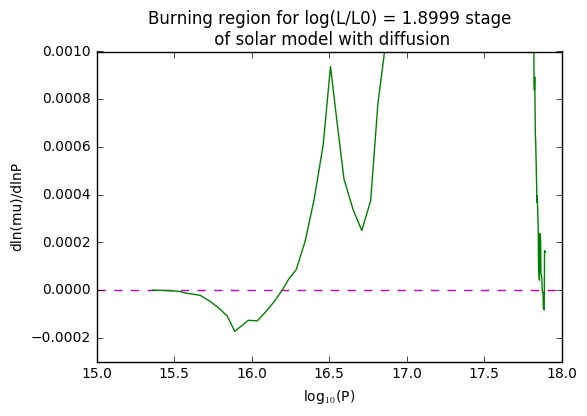 Burning region for log(L/L0) = 1.8999 stage
of solar model with diffusion
dln(mu)/dlnP
0.0010
0.0008
0.0006
0.0004
0.0002
0.0000
−0.0002
15.0 15.5 16.0 16.5 17.0 17.5 18.0
log₁₀(P)